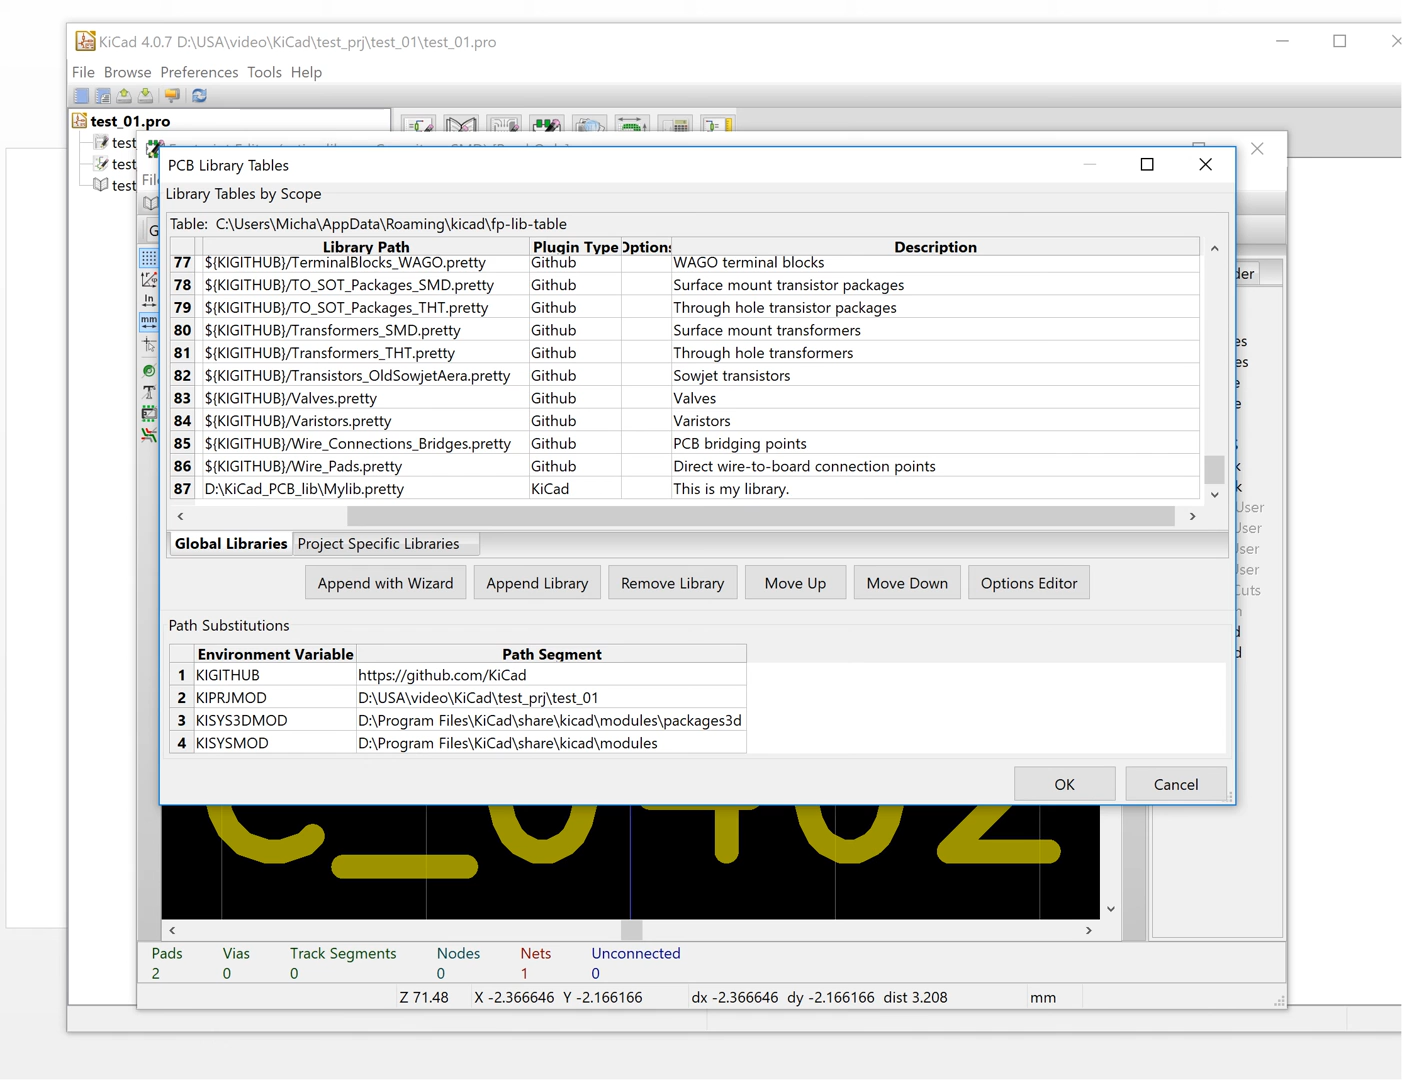 KiCad 4.0.7 D:\USA\video\KiCad\test_prj\test_01\test_01.pro
File Browse Preferences Tools Help
test_01.pro
test
test
test
PCB Library Tables
Library Tables by Scope
Table: C:\Users\Micha\AppData\Roaming\kicad\fp-lib-table
Library Path Plugin Type Options Description
77 ${KIGITHUB}/TerminalBlocks_WAGO.pretty Github WAGO terminal blocks
78 ${KIGITHUB}/TO_SOT_Packages_SMD.pretty Github Surface mount transistor packages
79 ${KIGITHUB}/TO_SOT_Packages_THT.pretty Github Through hole transistor packages
80 ${KIGITHUB}/Transformers_SMD.pretty Github Surface mount transformers
81 ${KIGITHUB}/Transformers_THT.pretty Github Through hole transformers
82 ${KIGITHUB}/Transistors_OldSowjetAera.pretty Github Sowjet transistors
83 ${KIGITHUB}/Valves.pretty Github Valves
84 ${KIGITHUB}/Varistors.pretty Github Varistors
85 ${KIGITHUB}/Wire_Connections_Bridges.pretty Github PCB bridging points
86 ${KIGITHUB}/Wire_Pads.pretty Github Direct wire-to-board connection points
87 D:\KiCad_PCB_lib\Mylib.pretty KiCad This is my library.
Global Libraries Project Specific Libraries
Append with Wizard Append Library Remove Library Move Up Move Down Options Editor
Path Substitutions
Environment Variable Path Segment
1 KIGITHUB https://github.com/KiCad
2 KIPRJMOD D:\USA\video\KiCad\test_prj\test_01
3 KISYS3DMOD D:\Program Files\KiCad\share\kicad\modules\packages3d
4 KISYSMOD D:\Program Files\KiCad\share\kicad\modules
OK Cancel
C_0402
Pads Vias Track Segments Nodes Nets Unconnected
2 0 0 0 1 0
Z 71.48 X -2.366646 Y -2.166166 dx -2.366646 dy -2.166166 dist 3.208 mm